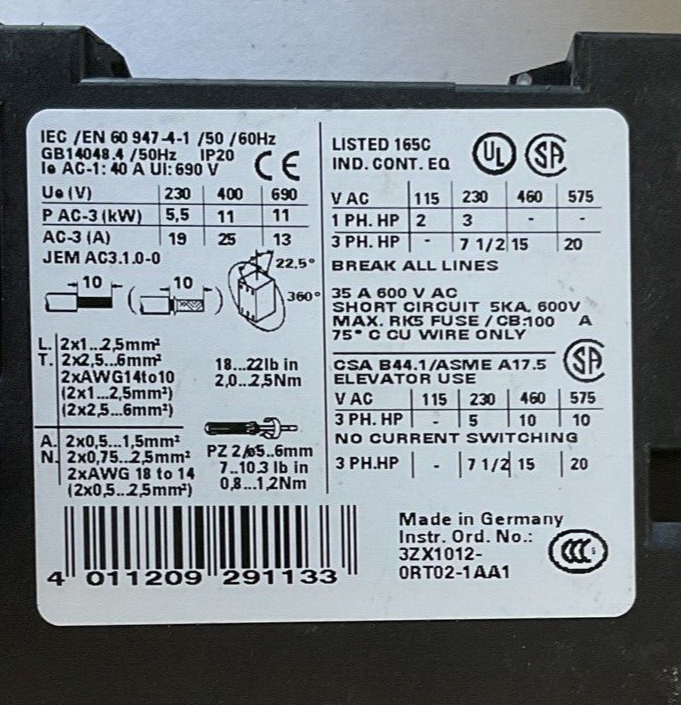 IEC /EN 60 947-4-1 /50 /60Hz
GB14048.4 /50Hz IP20
Ie AC-1: 40 A Ui: 690 V
CE
Ue (V) 230 400 690
P AC-3 (kW) 5,5 11 11
AC-3 (A) 19 25 13
JEM AC3.1.0-0
22,5°
10 ( 10 )
360°
L. 2x1...2,5mm²
T. 2x2,5...6mm²
2xAWG14to10
(2x1...2,5mm²)
(2x2,5...6mm²)
18...22lb in
2,0...2,5Nm
A. 2x0,5...1,5mm²
N. 2x0,75...2,5mm²
2xAWG 18 to 14
(2x0,5...2,5mm²)
PZ 2/ø5..6mm
7...10.3 lb in
0,8...1,2Nm
4 011209 291133
LISTED 165C
IND. CONT. EQ
UL SA
V AC 115 230 460 575
1 PH. HP 2 3 - -
3 PH. HP - 7 1/2 15 20
BREAK ALL LINES
35 A 600 V AC
SHORT CIRCUIT 5KA, 600V
MAX. RK5 FUSE / CB:100 A
75° C CU WIRE ONLY
SA
CSA B44.1/ASME A17.5
ELEVATOR USE
V AC 115 230 460 575
3 PH. HP - 5 10 10
NO CURRENT SWITCHING
3 PH.HP - 7 1/2 15 20
Made in Germany
Instr. Ord. No.:
3ZX1012-
0RT02-1AA1
CCC S